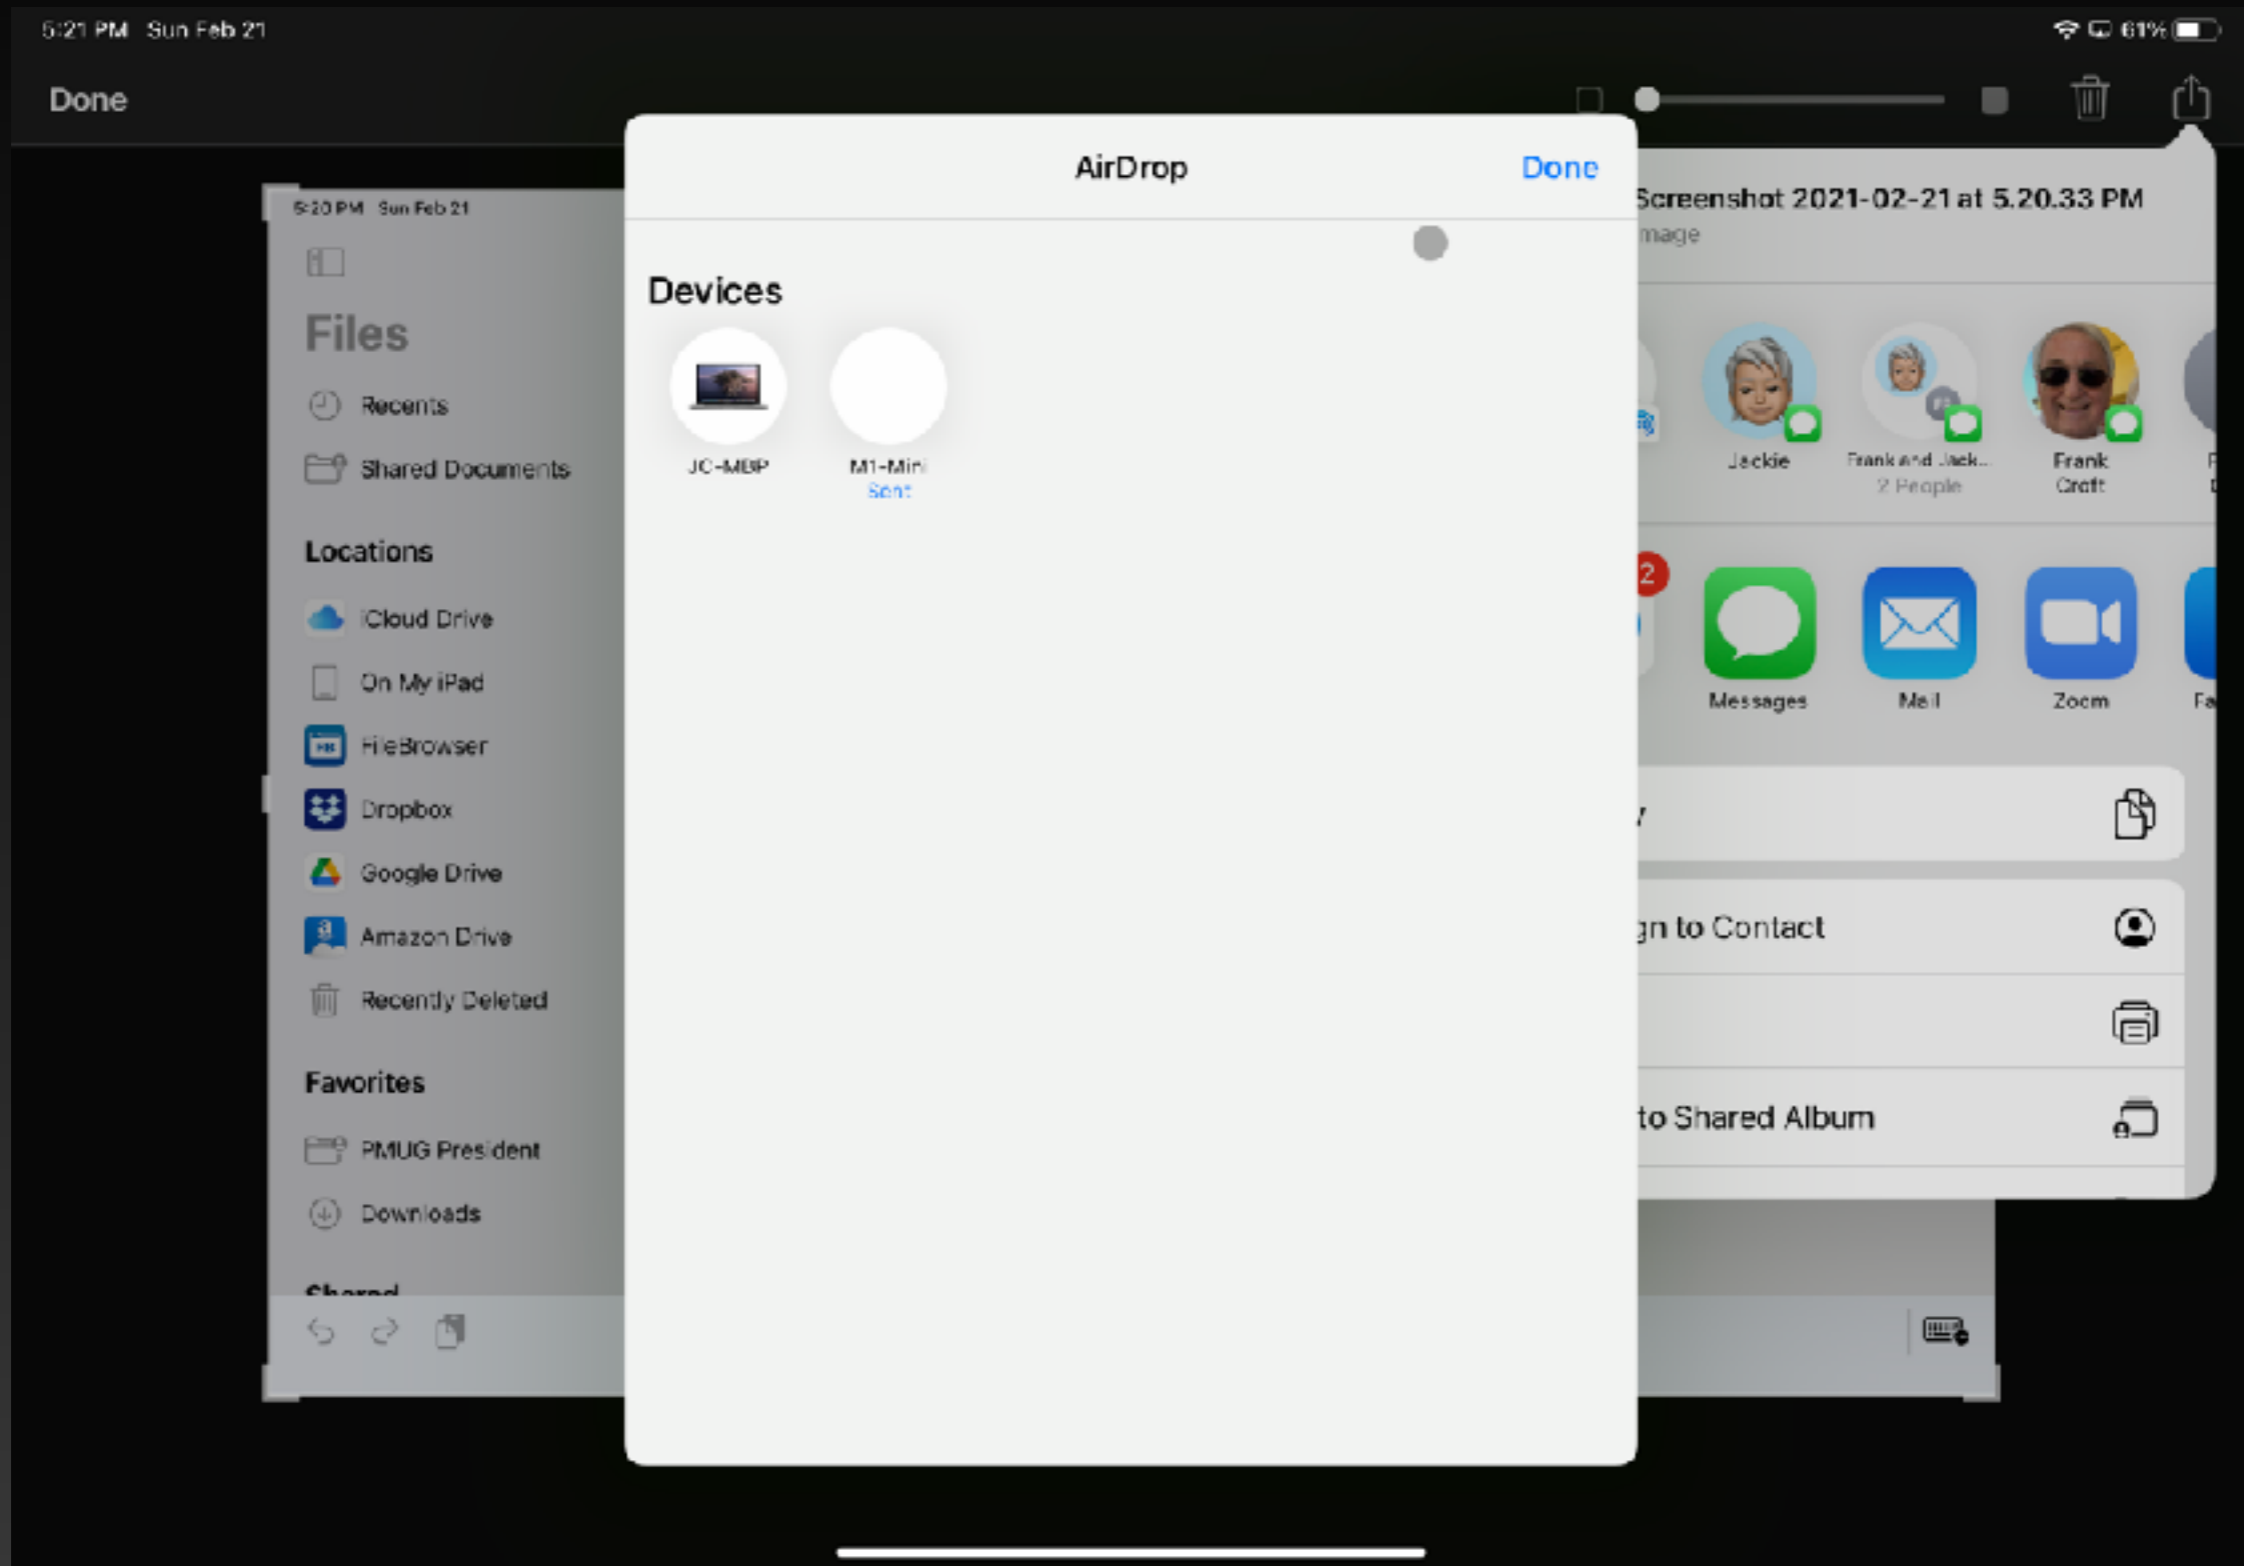 5:21 PM Sun Feb 21
61%
Done
AirDrop
Done
Devices
JC-MBP
M1-Mini
Sent
5:20 PM Sun Feb 21
Files
Recents
Shared Documents
Locations
iCloud Drive
On My iPad
FileBrowser
Dropbox
Google Drive
Amazon Drive
Recently Deleted
Favorites
PMUG President
Downloads
Shared
Screenshot 2021-02-21 at 5.20.33 PM
mage
Jackie
Frank and Jack...
2 People
Frank
Croft
2
Messages
Mail
Zoom
Fa
y
gn to Contact
to Shared Album